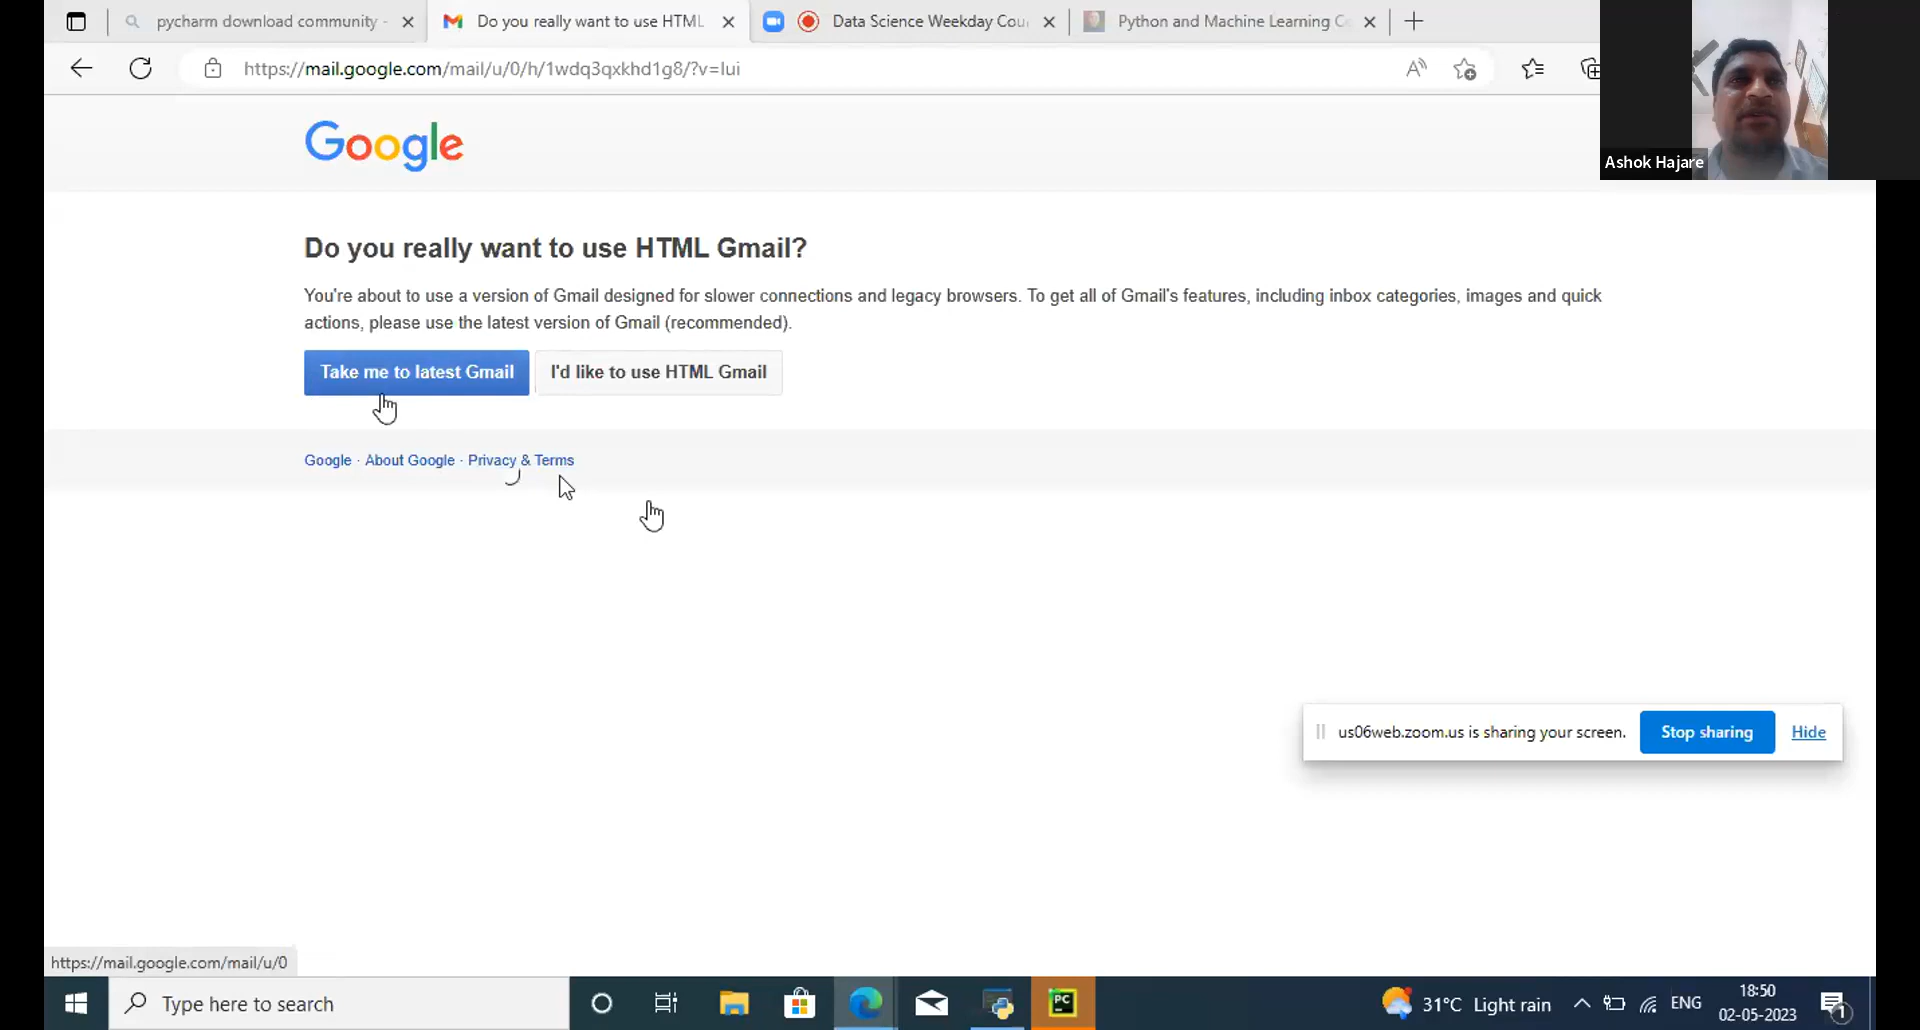 pycharm download community -
Do you really want to use HTML
Data Science Weekday Cou
Python and Machine Learning Co
https://mail.google.com/mail/u/0/h/1wdq3qxkhd1g8/?v=lui
Google
Ashok Hajare
Do you really want to use HTML Gmail?
You're about to use a version of Gmail designed for slower connections and legacy browsers. To get all of Gmail's features, including inbox categories, images and quick
actions, please use the latest version of Gmail (recommended).
Take me to latest Gmail
I'd like to use HTML Gmail
Google · About Google · Privacy & Terms
us06web.zoom.us is sharing your screen.
Stop sharing
Hide
https://mail.google.com/mail/u/0
Type here to search
PC
31°C Light rain
ENG
18:50
02-05-2023
1